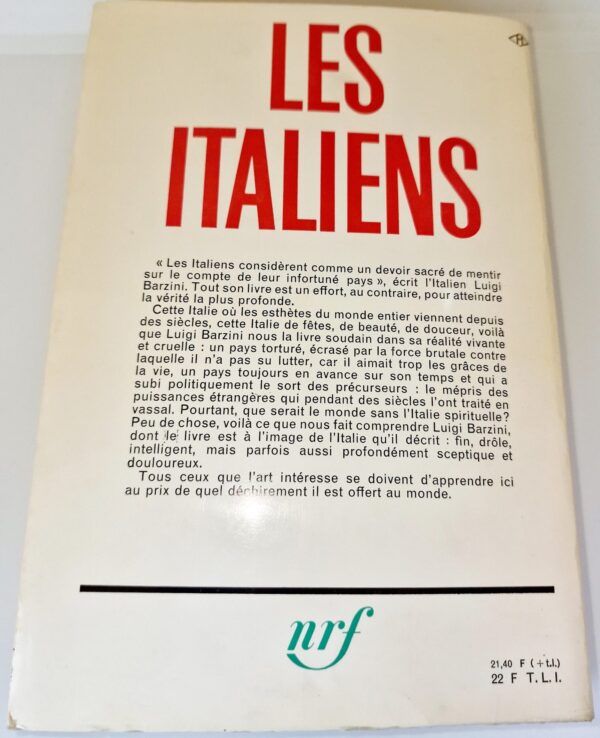 LES
ITALIENS
« Les Italiens considèrent comme un devoir sacré de mentir
sur le compte de leur infortuné pays », écrit l'Italien Luigi
Barzini. Tout son livre est un effort, au contraire, pour atteindre
la vérité la plus profonde.
Cette Italie où les esthètes du monde entier viennent depuis
des siècles, cette Italie de fêtes, de beauté, de douceur, voilà
que Luigi Barzini nous la livre soudain dans sa réalité vivante
et cruelle : un pays torturé, écrasé par la force brutale contre
laquelle il n'a pas su lutter, car il aimait trop les grâces de
la vie, un pays toujours en avance sur son temps et qui a
subi politiquement le sort des précurseurs : le mépris des
puissances étrangères qui pendant des siècles l'ont traité en
vassal. Pourtant, que serait le monde sans l'Italie spirituelle?
Peu de chose, voilà ce que nous fait comprendre Luigi Barzini,
dont le livre est à l'image de l'Italie qu'il décrit : fin, drôle,
intelligent, mais parfois aussi profondément sceptique et
douloureux.
Tous ceux que l'art intéresse se doivent d'apprendre ici
au prix de quel déchirement il est offert au monde.
nrf
21,40 F (+t.l.)
22 F T.L.I.